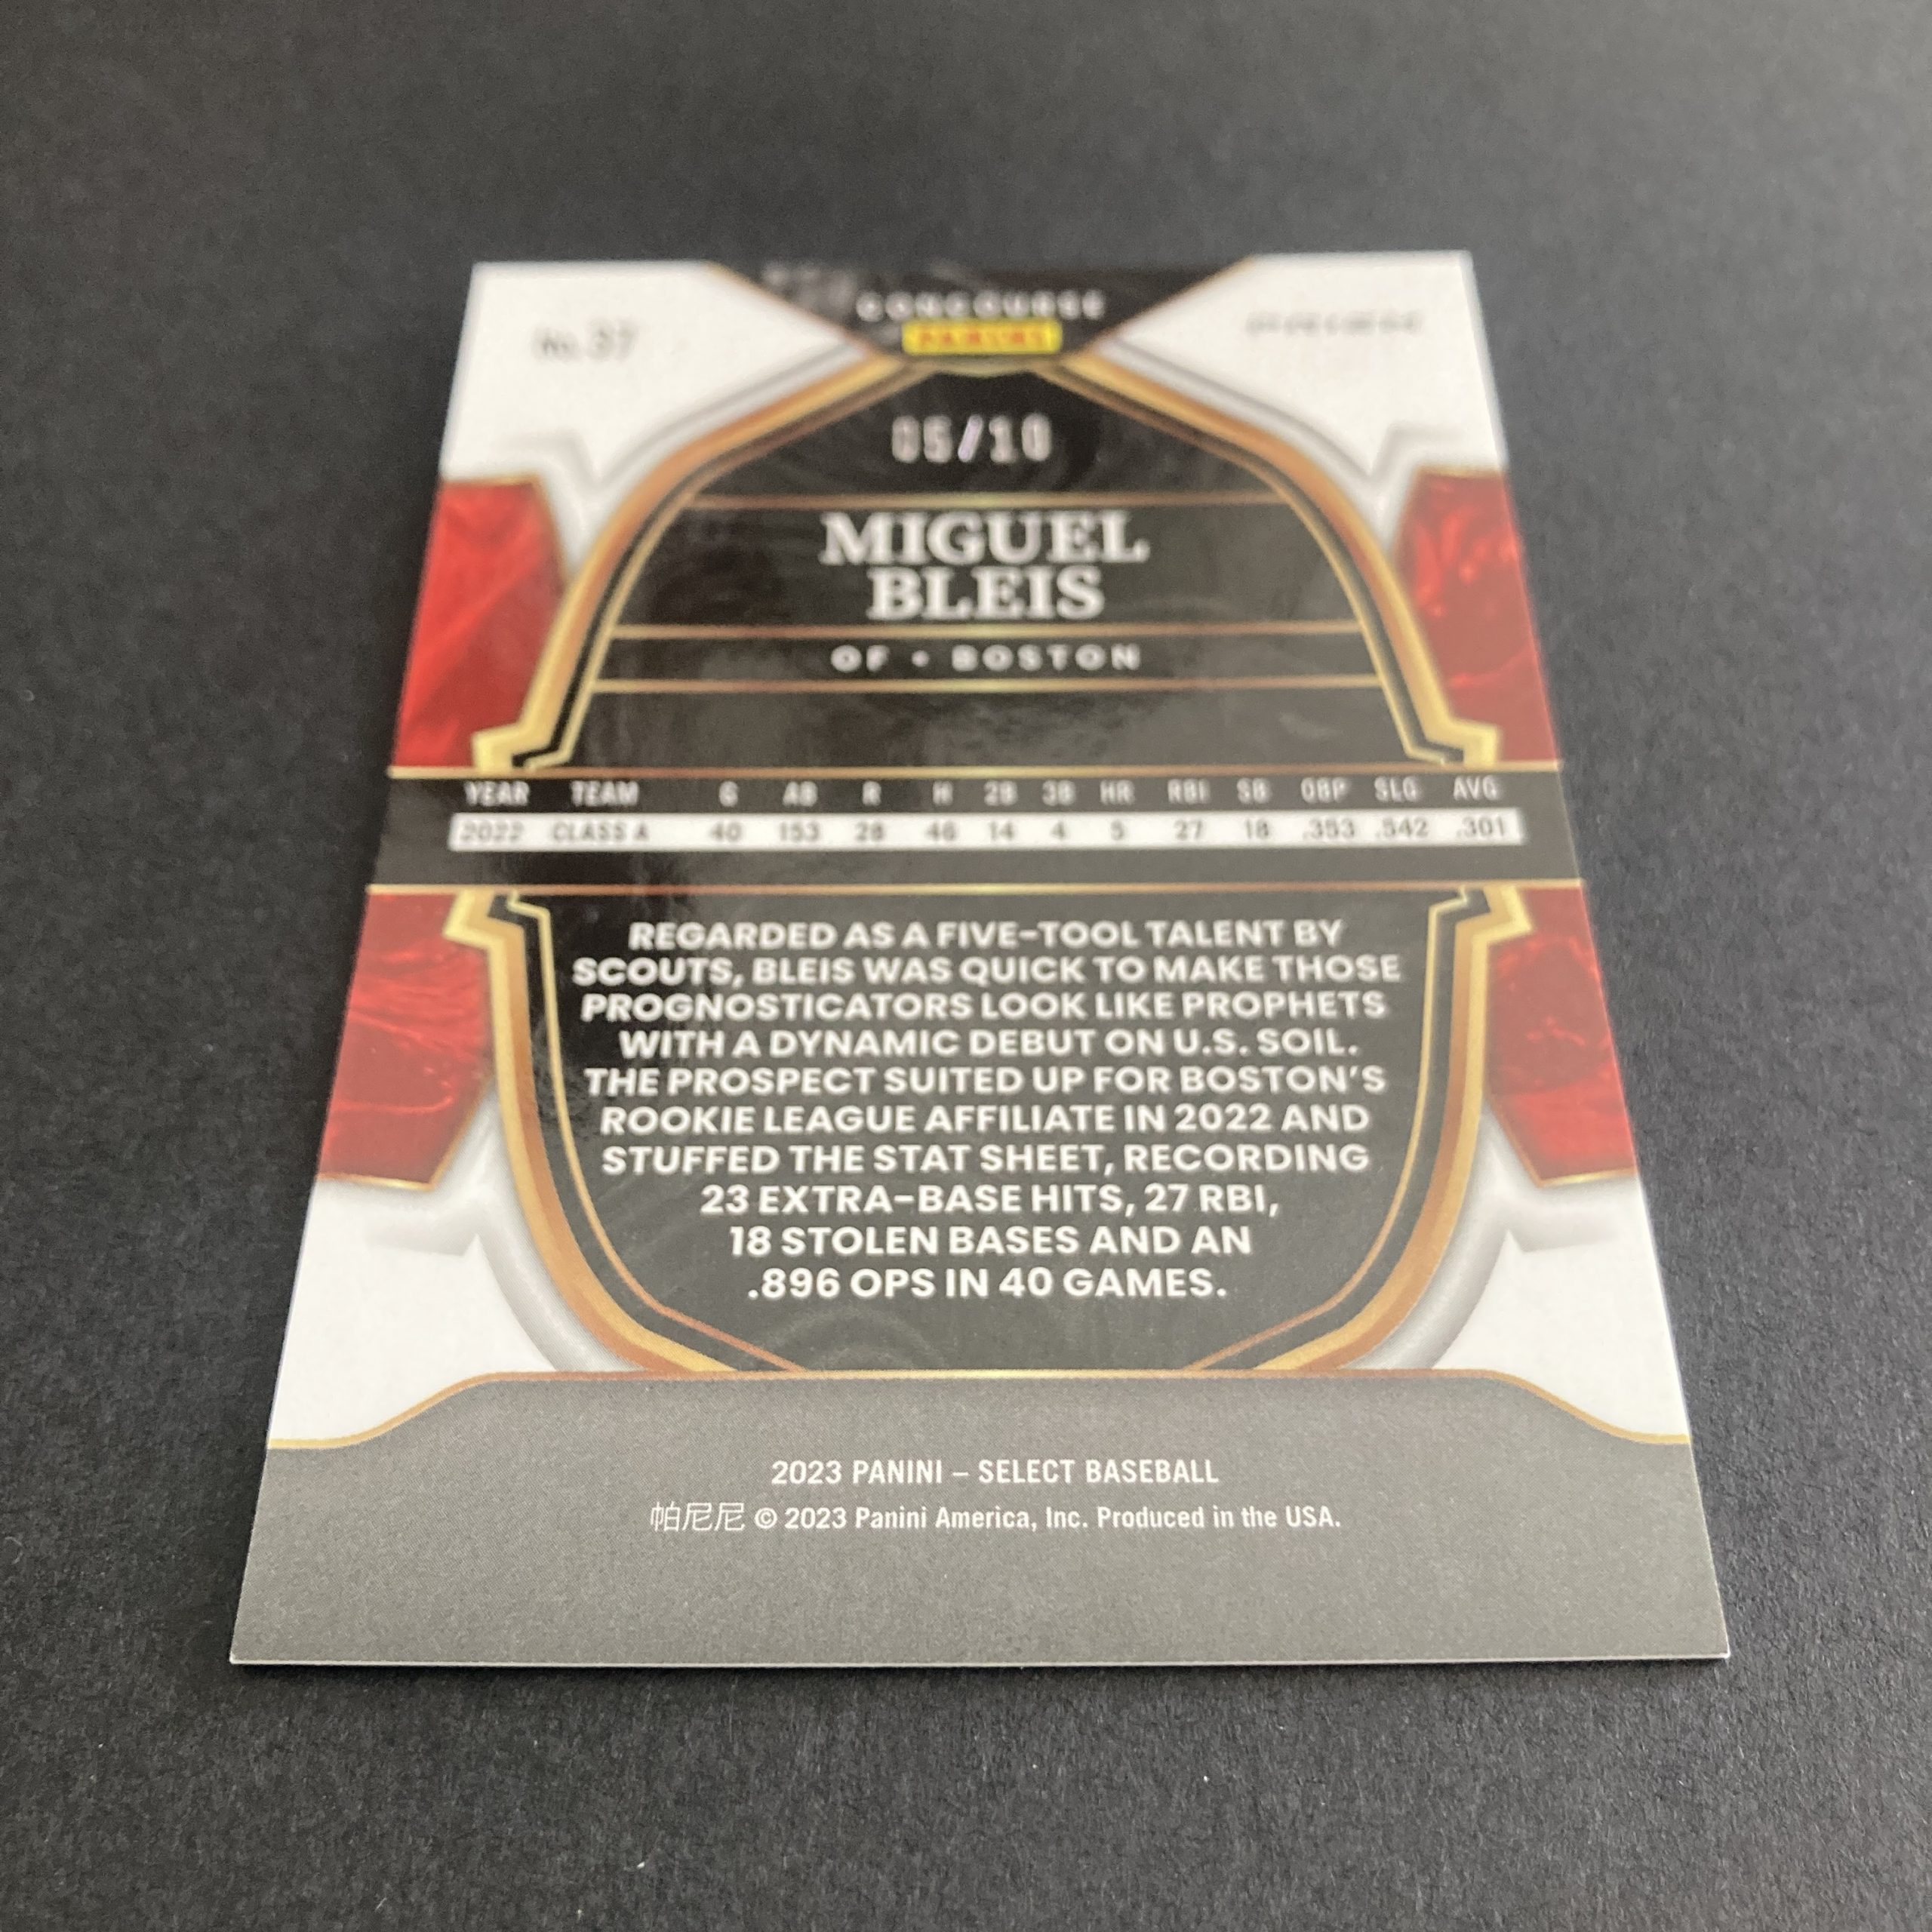 CONCOURSE
No. 37
PANINI
PRIZM
05/10
MIGUEL
BLEIS
OF • BOSTON
YEAR TEAM G AB R H 2B 3B HR RBI SB OBP SLG AVG
2022 CLASS A 40 153 28 46 14 4 5 27 18 .353 .542 .301
REGARDED AS A FIVE-TOOL TALENT BY
SCOUTS, BLEIS WAS QUICK TO MAKE THOSE
PROGNOSTICATORS LOOK LIKE PROPHETS
WITH A DYNAMIC DEBUT ON U.S. SOIL.
THE PROSPECT SUITED UP FOR BOSTON'S
ROOKIE LEAGUE AFFILIATE IN 2022 AND
STUFFED THE STAT SHEET, RECORDING
23 EXTRA-BASE HITS, 27 RBI,
18 STOLEN BASES AND AN
.896 OPS IN 40 GAMES.
2023 PANINI – SELECT BASEBALL
帕尼尼 © 2023 Panini America, Inc. Produced in the USA.